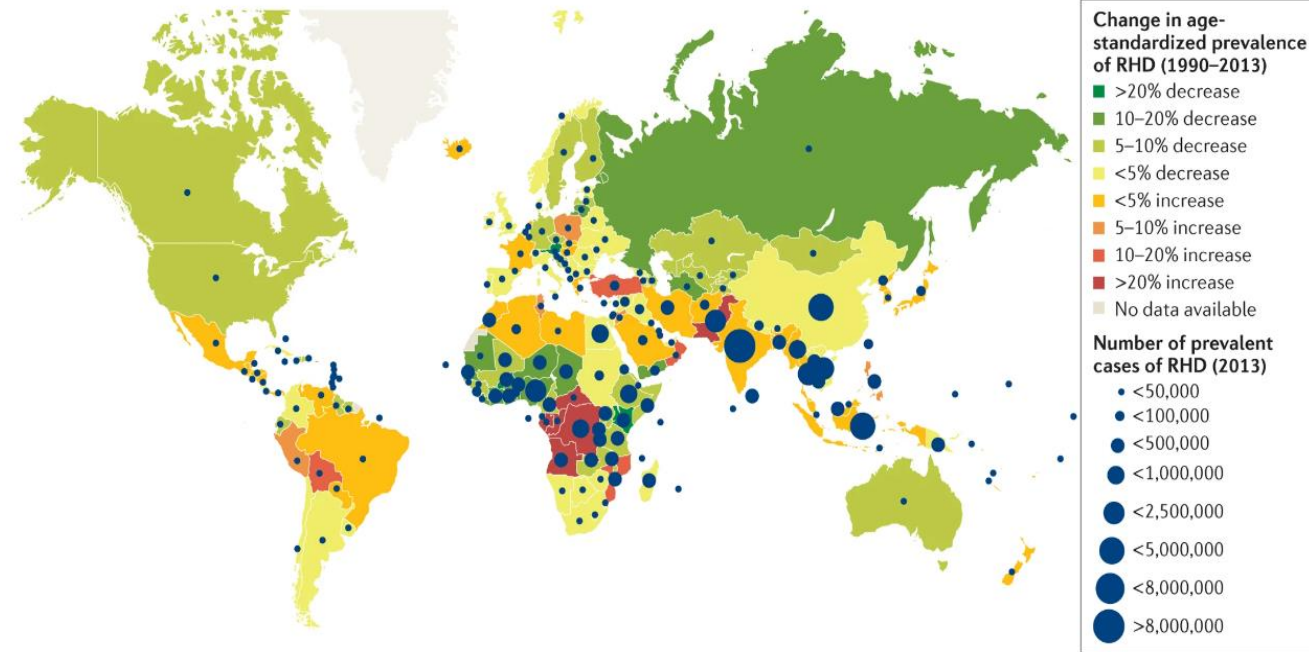 Change in age-
standardized prevalence
of RHD (1990–2013)
>20% decrease
10–20% decrease
5–10% decrease
<5% decrease
<5% increase
5–10% increase
10–20% increase
>20% increase
No data available
Number of prevalent
cases of RHD (2013)
<50,000
<100,000
<500,000
<1,000,000
<2,500,000
<5,000,000
<8,000,000
>8,000,000